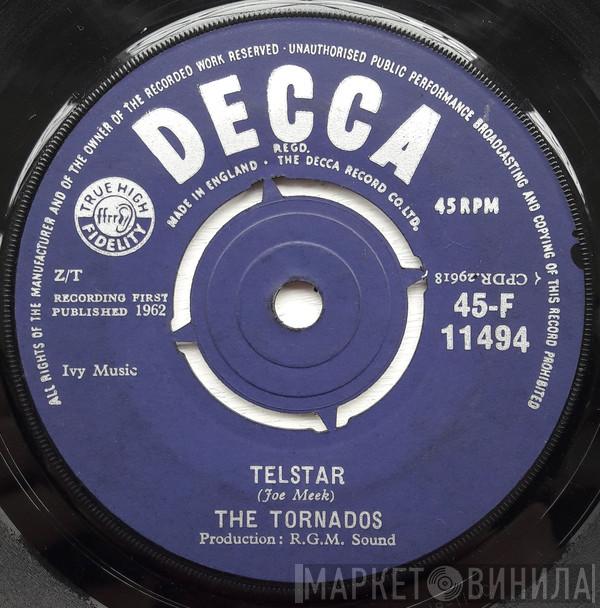 ALL RIGHTS OF THE MANUFACTURER AND OF THE OWNER OF THE RECORDED WORK RESERVED · UNAUTHORISED PUBLIC PERFORMANCE BROADCASTING AND COPYING OF THIS RECORD PROHIBITED
DECCA
REGD.
MADE IN ENGLAND · THE DECCA RECORD CO. LTD.
TRUE HIGH
ffrr
FIDELITY
45 RPM
Z/T
CPDR.29618
RECORDING FIRST
PUBLISHED 1962
45-F
11494
Ivy Music
TELSTAR
(Joe Meek)
THE TORNADOS
Production: R.G.M. Sound
МАРКЕТ ВИНИЛА